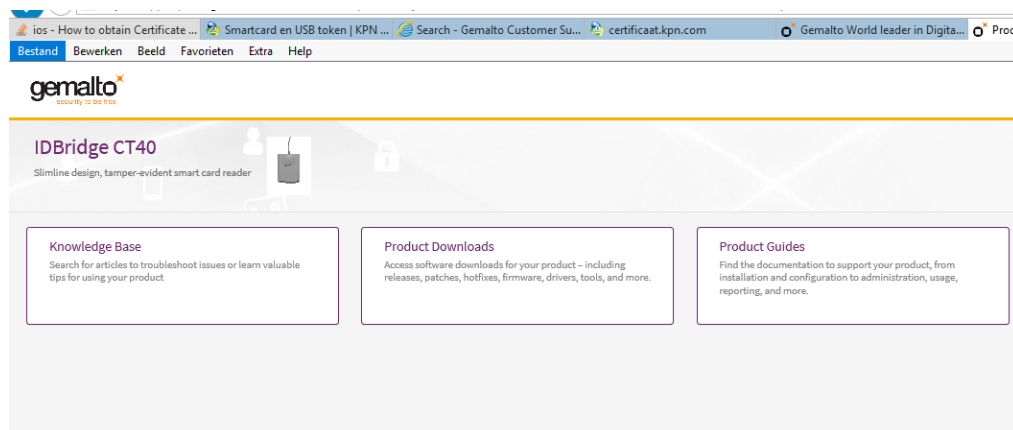 ios - How to obtain Certificate ...
Smartcard en USB token | KPN ...
Search - Gemalto Customer Su...
certificaat.kpn.com
Gemalto World leader in Digita...
Proc
Bestand Bewerken Beeld Favorieten Extra Help
gemalto
security to be free
IDBridge CT40
Slimline design, tamper-evident smart card reader
Knowledge Base
Search for articles to troubleshoot issues or learn valuable
tips for using your product
Product Downloads
Access software downloads for your product – including
releases, patches, hotfixes, firmware, drivers, tools, and more.
Product Guides
Find the documentation to support your product, from
installation and configuration to administration, usage,
reporting, and more.